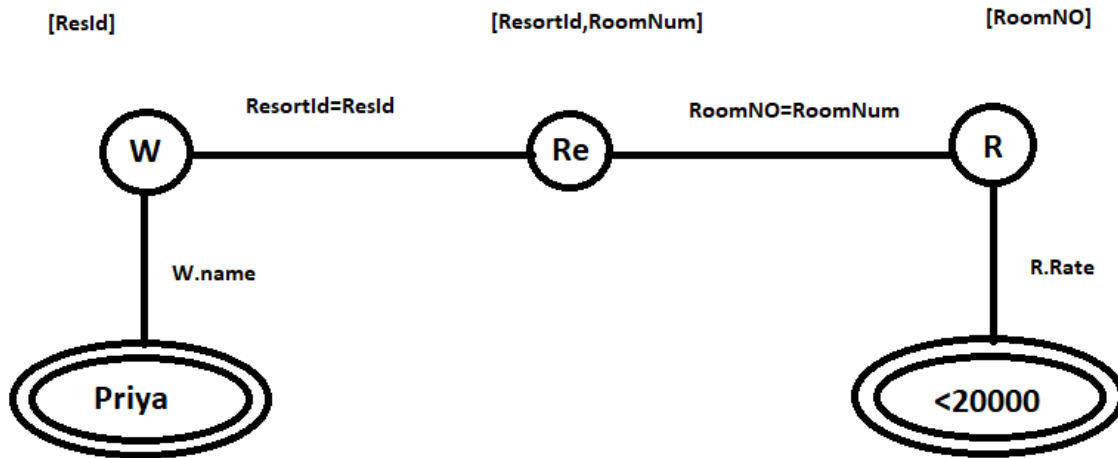 [ResId]
[ResortId,RoomNum]
[RoomNO]
ResortId=ResId
RoomNO=RoomNum
W
Re
R
W.name
R.Rate
Priya
<20000